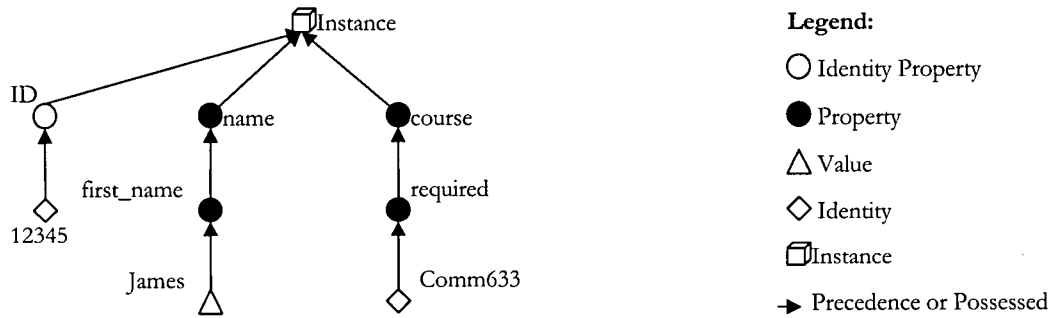 Instance
ID
name
course
first_name
required
12345
James
Comm633
Legend:
Identity Property
Property
Value
Identity
Instance
Precedence or Possessed